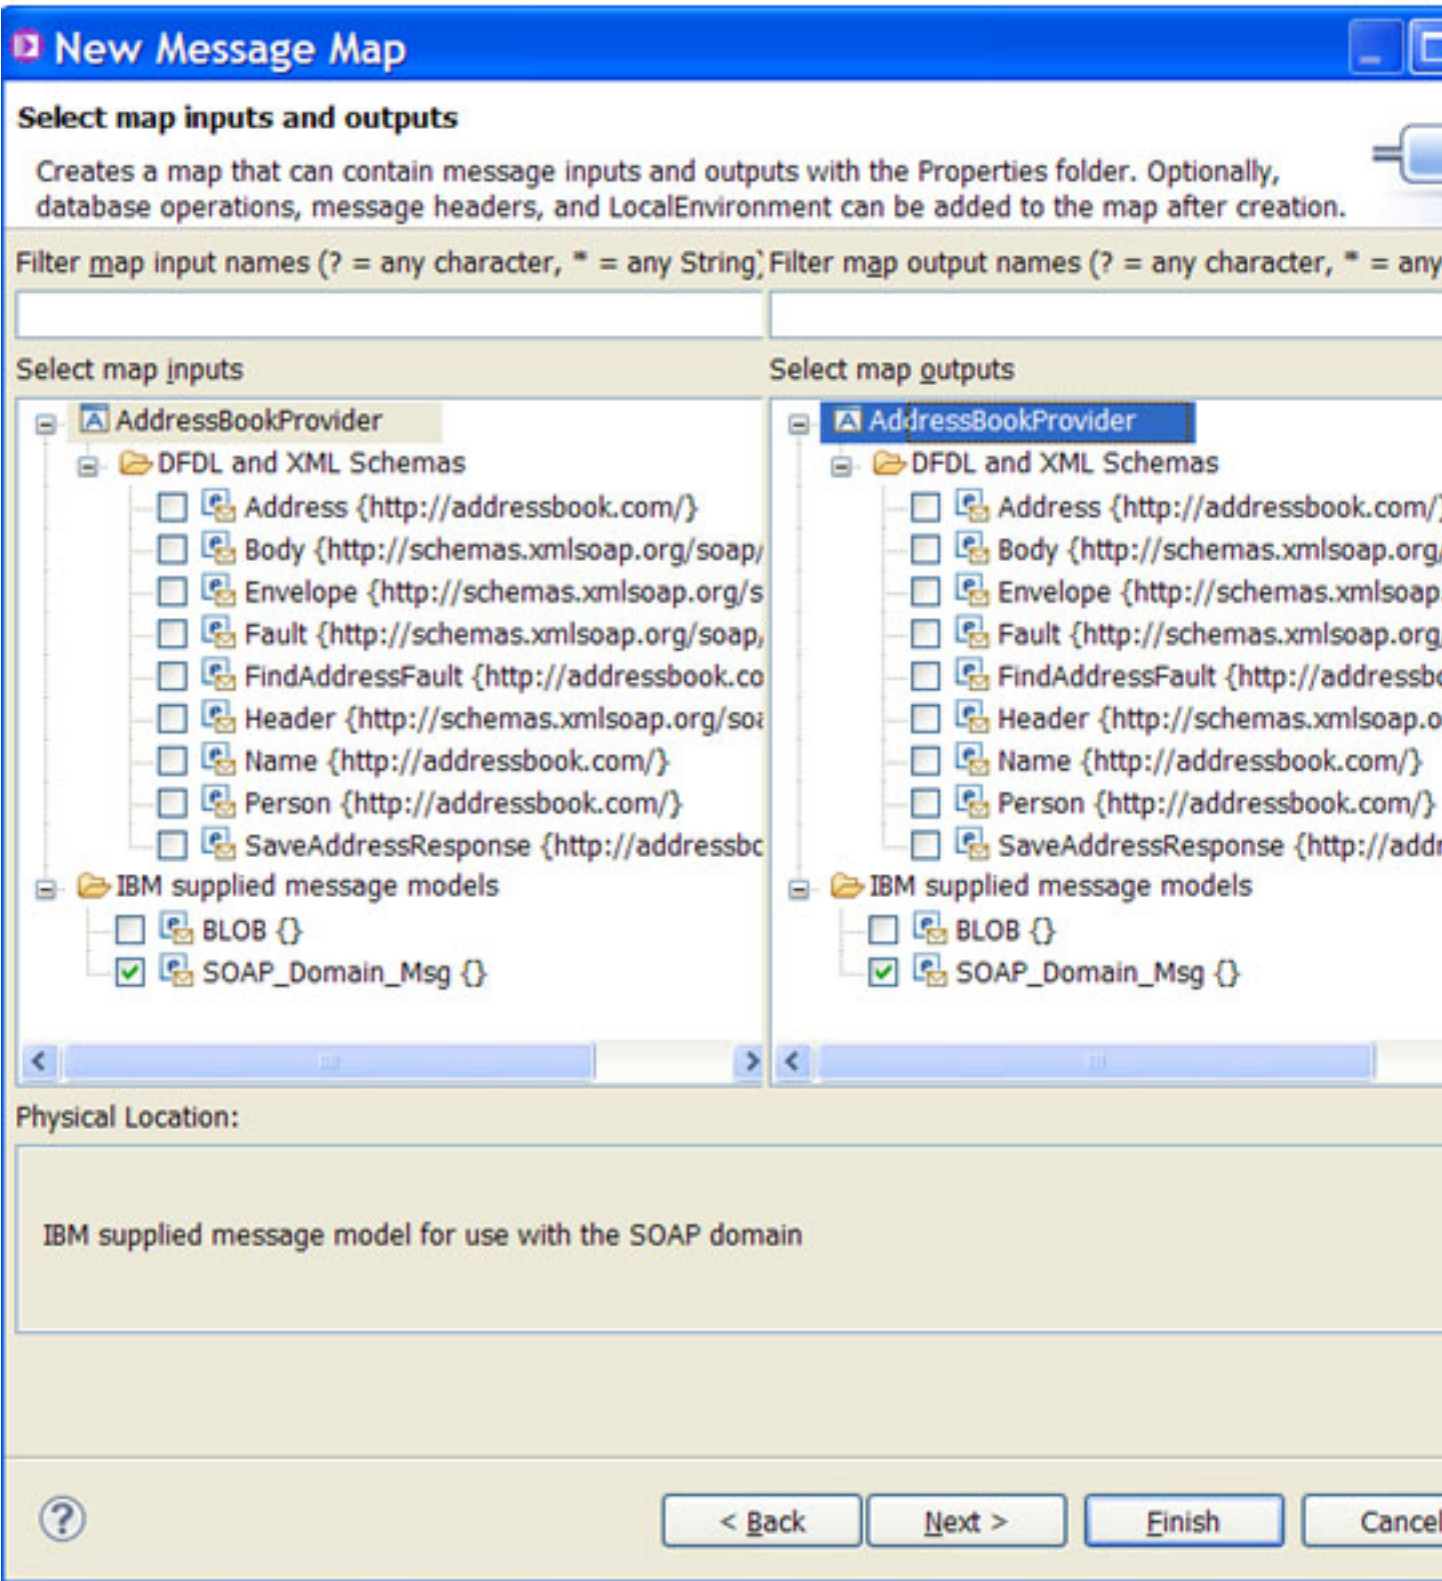 New Message Map
Select map inputs and outputs
Creates a map that can contain message inputs and outputs with the Properties folder. Optionally,
database operations, message headers, and LocalEnvironment can be added to the map after creation.
Filter map input names (? = any character, * = any String)
Filter map output names (? = any character, * = any
Select map inputs
AddressBookProvider
DFDL and XML Schemas
Address {http://addressbook.com/}
Body {http://schemas.xmlsoap.org/soap/
Envelope {http://schemas.xmlsoap.org/s
Fault {http://schemas.xmlsoap.org/soap/
FindAddressFault {http://addressbook.co
Header {http://schemas.xmlsoap.org/soa
Name {http://addressbook.com/}
Person {http://addressbook.com/}
SaveAddressResponse {http://addressbo
IBM supplied message models
BLOB {}
SOAP_Domain_Msg {}
Select map outputs
AddressBookProvider
DFDL and XML Schemas
Address {http://addressbook.com/}
Body {http://schemas.xmlsoap.org/
Envelope {http://schemas.xmlsoap.
Fault {http://schemas.xmlsoap.org/
FindAddressFault {http://addressbo
Header {http://schemas.xmlsoap.o
Name {http://addressbook.com/}
Person {http://addressbook.com/}
SaveAddressResponse {http://addr
IBM supplied message models
BLOB {}
SOAP_Domain_Msg {}
Physical Location:
IBM supplied message model for use with the SOAP domain
< Back
Next >
Finish
Cancel